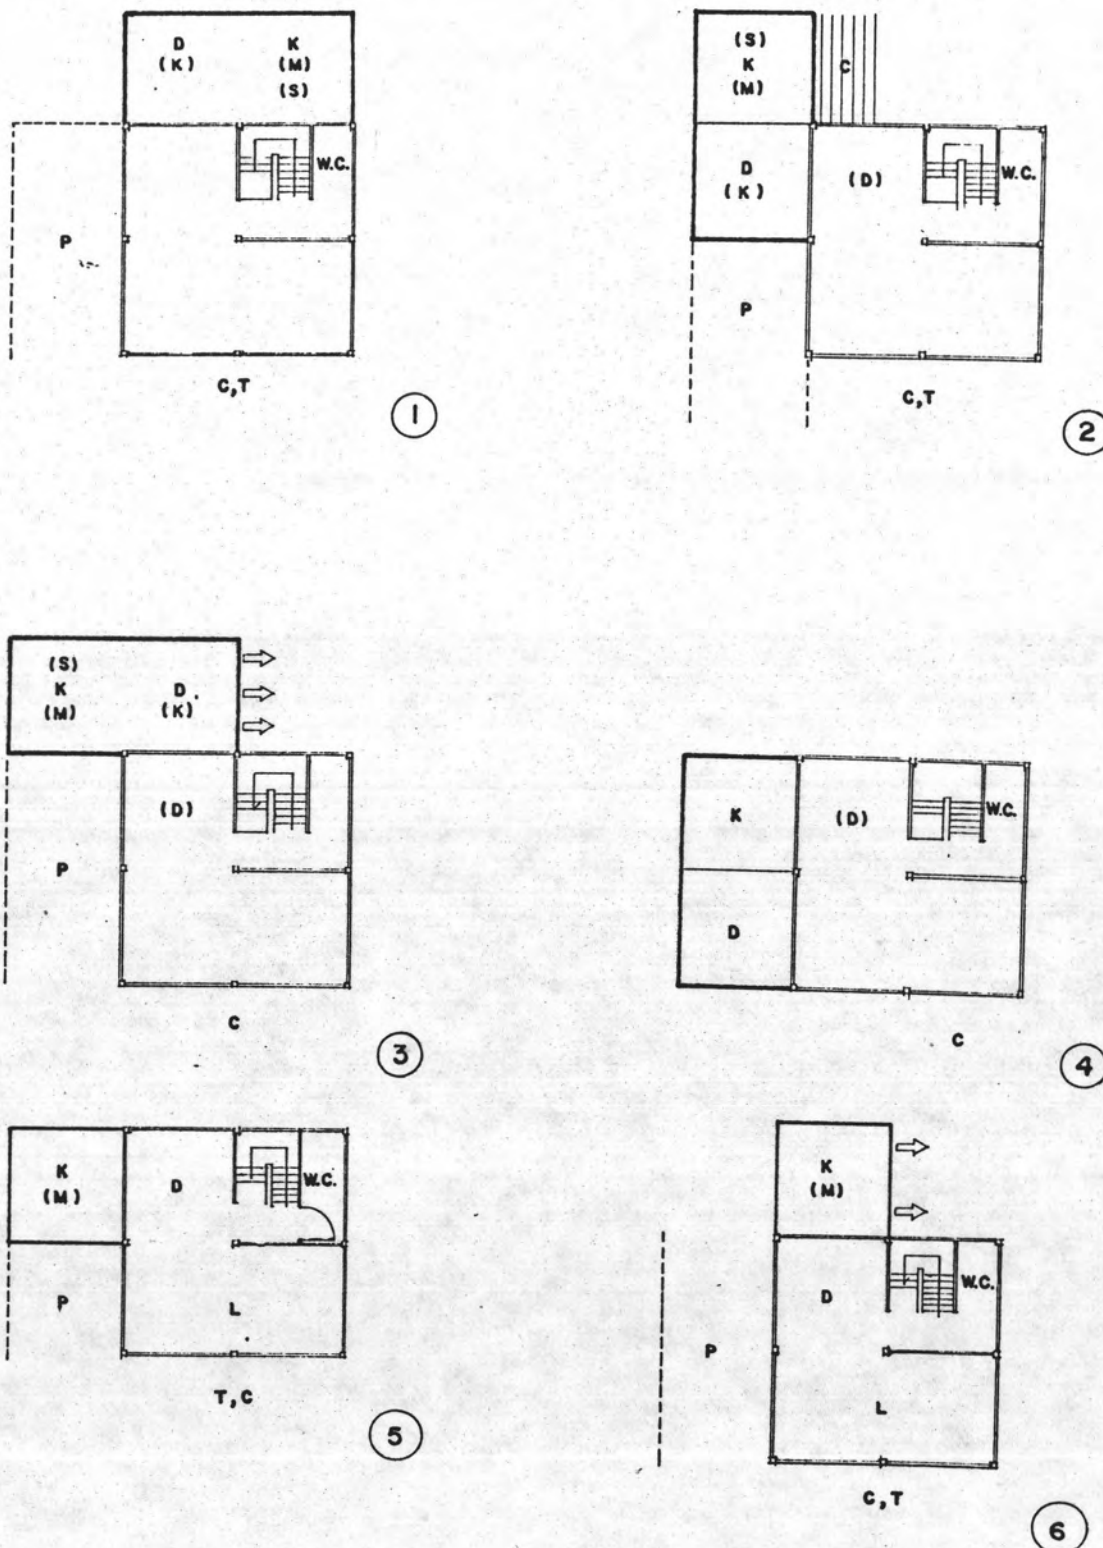 D
(K)
K
(M)
(S)
W.C.
P
C,T
1
(S)
K
(M)
C
D
(K)
(D)
W.C.
P
C,T
2
(S)
K
(M)
D
(K)
(D)
P
C
3
K
(D)
W.C.
D
C
4
K
(M)
D
W.C.
P
L
T,C
5
K
(M)
D
W.C.
P
L
C,T
6